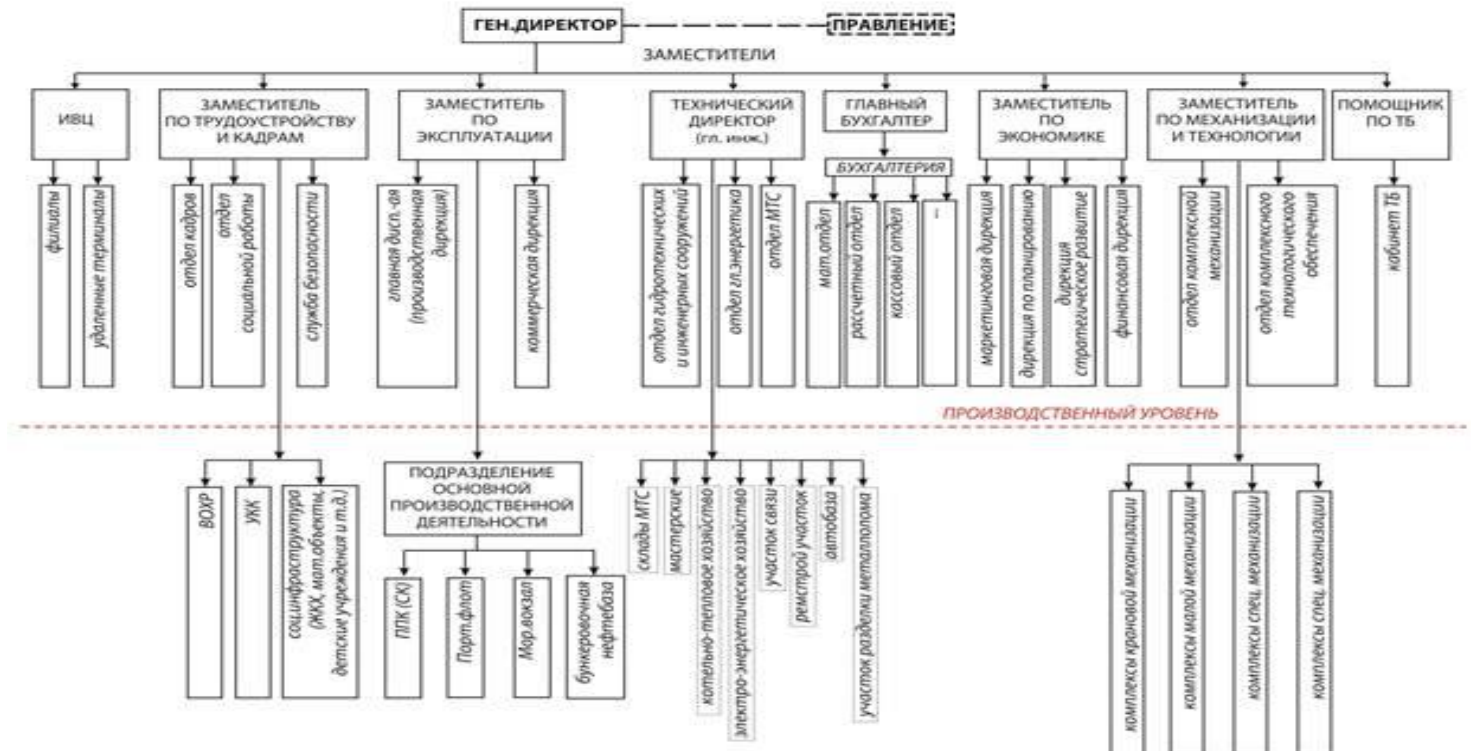 ГЕН.ДИРЕКТОР
ПРАВЛЕНИЕ
ЗАМЕСТИТЕЛИ
ИВЦ
ЗАМЕСТИТЕЛЬ
ПО ТРУДОУСТРОЙСТВУ
И КАДРАМ
ЗАМЕСТИТЕЛЬ
ПО
ЭКСПЛУАТАЦИИ
ТЕХНИЧЕСКИЙ
ДИРЕКТОР
(гл. инж.)
ГЛАВНЫЙ
БУХГАЛТЕР
ЗАМЕСТИТЕЛЬ
ПО
ЭКОНОМИКЕ
ЗАМЕСТИТЕЛЬ
ПО МЕХАНИЗАЦИИ
И ТЕХНОЛОГИИ
ПОМОЩНИК
ПО ТБ
БУХГАЛТЕРИЯ
филиалы
удаленные терминалы
отдел кадров
отдел
социальной работы
служба безопасности
главная дисп.-ая
(производственная
дирекция)
коммерческая дирекция
отдел гидротехнических
и инженерных сооружений
отдел гл.энергетика
отдел МТС
мат.отдел
рассчетный отдел
кассовый отдел
...
маркетинговая дирекция
дирекция по планированию
дирекция
стратегическое развитие
финансовая дирекция
отдел комплексной
механизации
отдел комплексного
технологического
обеспечения
кабинет ТБ
ПРОИЗВОДСТВЕННЫЙ УРОВЕНЬ
ВОХР
УКК
соц.инфраструктура
(ЖКХ, мат.объекты,
детские учреждения и т.д.)
ПОДРАЗДЕЛЕНИЕ
ОСНОВНОЙ
ПРОИЗВОДСТВЕННОЙ
ДЕЯТЕЛЬНОСТИ
ППК (СК)
Порт.флот
Мор.вокзал
бункеровочная
нефтебаза
склады МТС
мастерские
котельно-тепловое хозяйство
электро-энергетическое хозяйство
участок связи
ремстрой участок
автобаза
участок разделки металлолома
комплексы крановой механизации
комплексы малой механизации
комплексы спец. механизации
комплексы спец. механизации